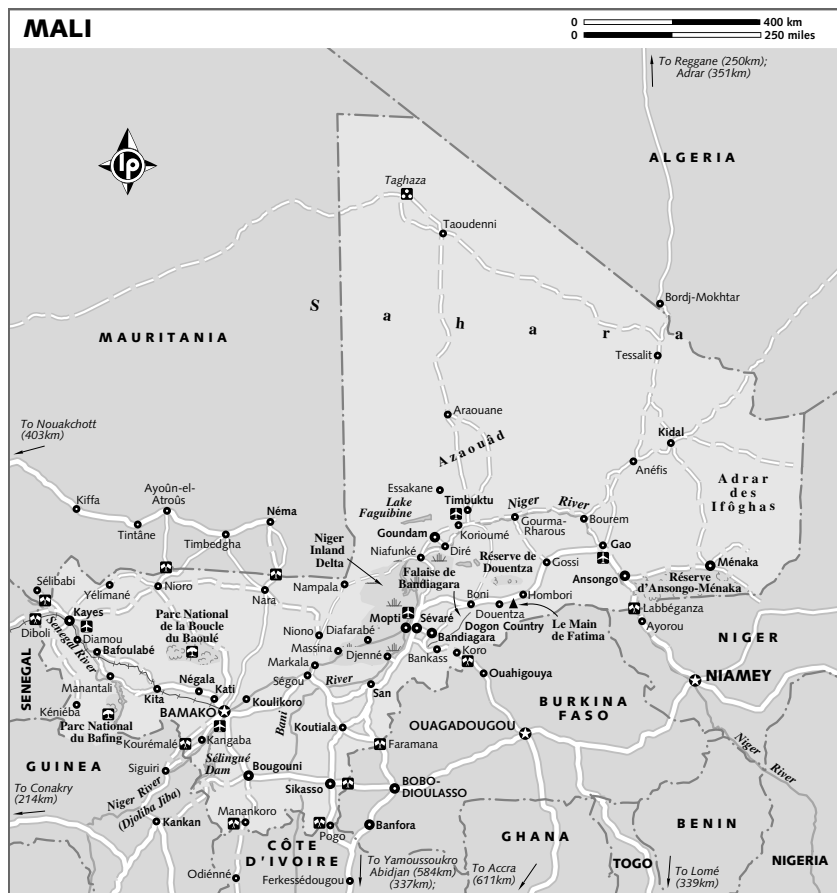 MALI
0 400 km
0 250 miles
To Reggane (250km);
Adrar (351km)
lp
ALGERIA
Taghaza
Taoudenni
Bordj-Mokhtar
S a h a r a
MAURITANIA
Tessalit
To Nouakchott
(403km)
Araouane
Azaouâd
Kidal
Anéfis
Adrar
des
Ifôghas
Kiffa
Ayoûn-el-
Atroûs
Tintâne
Timbedgha
Néma
Essakane
Lake
Faguibine
Timbuktu
Niger River
Gourma-
Rharous
Bourem
Goundam
Korioumé
Diré
Niafunké
Gao
Niger
Inland
Delta
Réserve de
Douentza
Gossi
Ansongo
Ménaka
Réserve
d'Ansongo-Ménaka
Falaise de
Bandiagara
Sélibabi
Yélimané
Nioro
Nara
Nampala
Boni
Hombori
Labbéganza
Douentza
Dogon Country
Le Main
de Fatima
Ayorou
Kayes
Diboli
Senegal River
Diamou
Bafoulabé
Parc National
de la Boucle
du Baoulé
Niono
Diafarabé
Mopti
Sévaré
Bandiagara
NIGER
Massina
Djenné
Bankass
Koro
Markala
Ségou
River
SENEGAL
Manantali
Négala
Kati
Kita
Koulikoro
San
Ouahigouya
NIAMEY
Kéniéba
BAMAKO
Bani
BURKINA
FASO
Parc National
du Bafing
Kourémalé
Kangaba
Koutiala
OUAGADOUGOU
Faramana
GUINEA
Siguiri
Sélingué
Dam
Bougouni
Sikasso
BOBO-
DIOULASSO
Niger River
To Conakry
(214km)
Niger River
(Djoliba Jiba)
Kankan
Manankoro
Pogo
Banfora
CÔTE
D'IVOIRE
GHANA
BENIN
TOGO
NIGERIA
Odiénné
Ferkessédougou
To Yamoussoukro
Abidjan (584km)
(337km);
To Accra
(611km)
To Lomé
(339km)